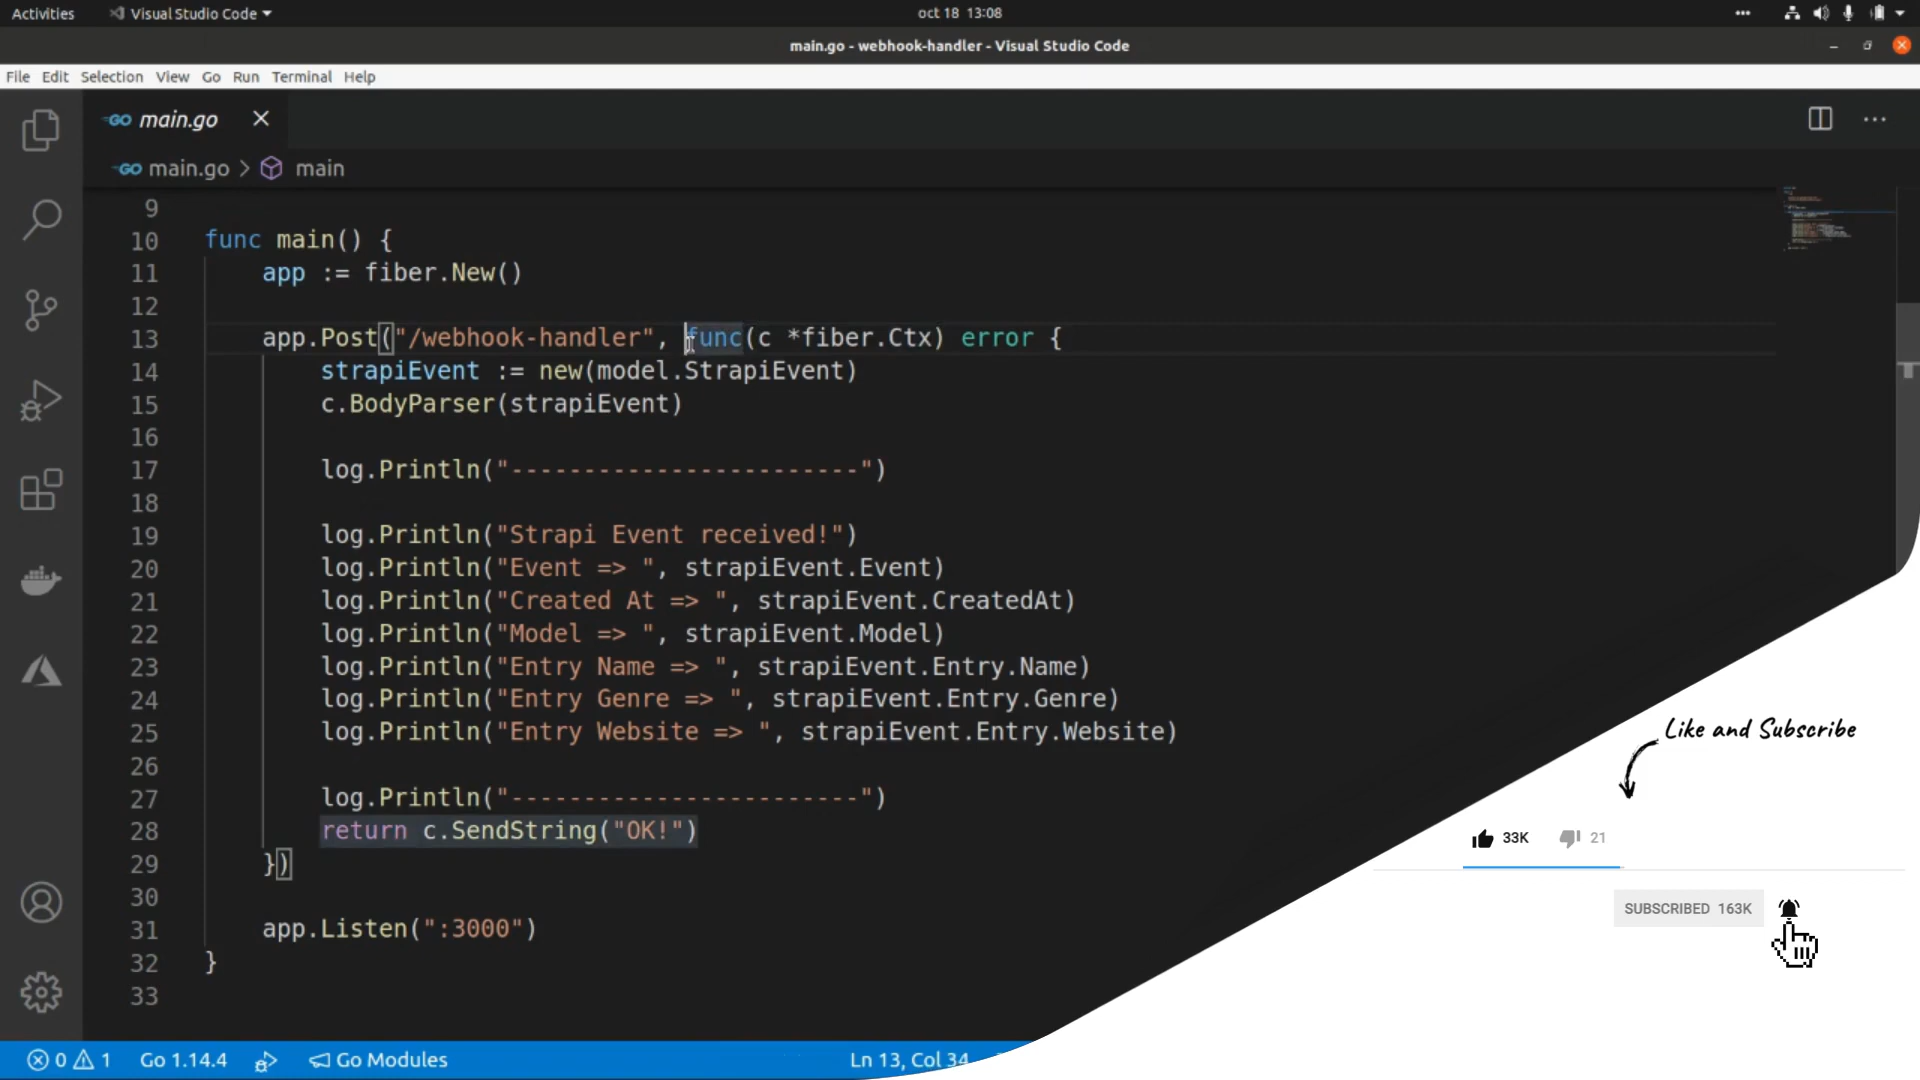 Activities Visual Studio Code oct 18 13:08
main.go - webhook-handler - Visual Studio Code
File Edit Selection View Go Run Terminal Help
GO main.go
GO main.go > main
9
10 func main() {
11 app := fiber.New()
12
13 app.Post("/webhook-handler", func(c *fiber.Ctx) error {
14 strapiEvent := new(model.StrapiEvent)
15 c.BodyParser(strapiEvent)
16
17 log.Println("------------------------")
18
19 log.Println("Strapi Event received!")
20 log.Println("Event => ", strapiEvent.Event)
21 log.Println("Created At => ", strapiEvent.CreatedAt)
22 log.Println("Model => ", strapiEvent.Model)
23 log.Println("Entry Name => ", strapiEvent.Entry.Name)
24 log.Println("Entry Genre => ", strapiEvent.Entry.Genre)
25 log.Println("Entry Website => ", strapiEvent.Entry.Website)
26
27 log.Println("------------------------")
28 return c.SendString("OK!")
29 })
30
31 app.Listen(":3000")
32 }
33
Like and Subscribe
33K 21
SUBSCRIBED 163K
0 1 Go 1.14.4 Go Modules Ln 13, Col 34